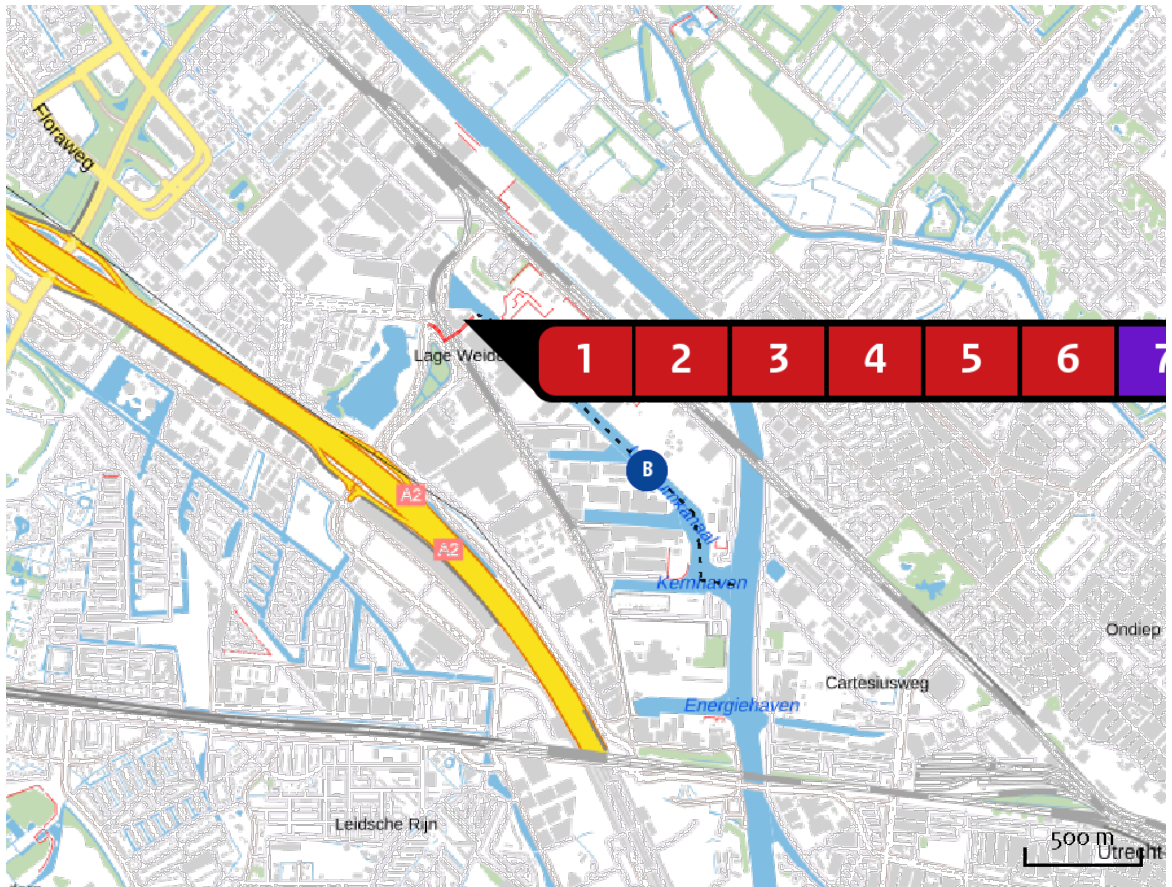 Floraweg
Lage Weide
1
2
3
4
5
6
7
B
A2
A2
Kernhaven
Ondiep
Cartesiusweg
Energiehaven
Leidsche Rijn
500 m
Utrecht